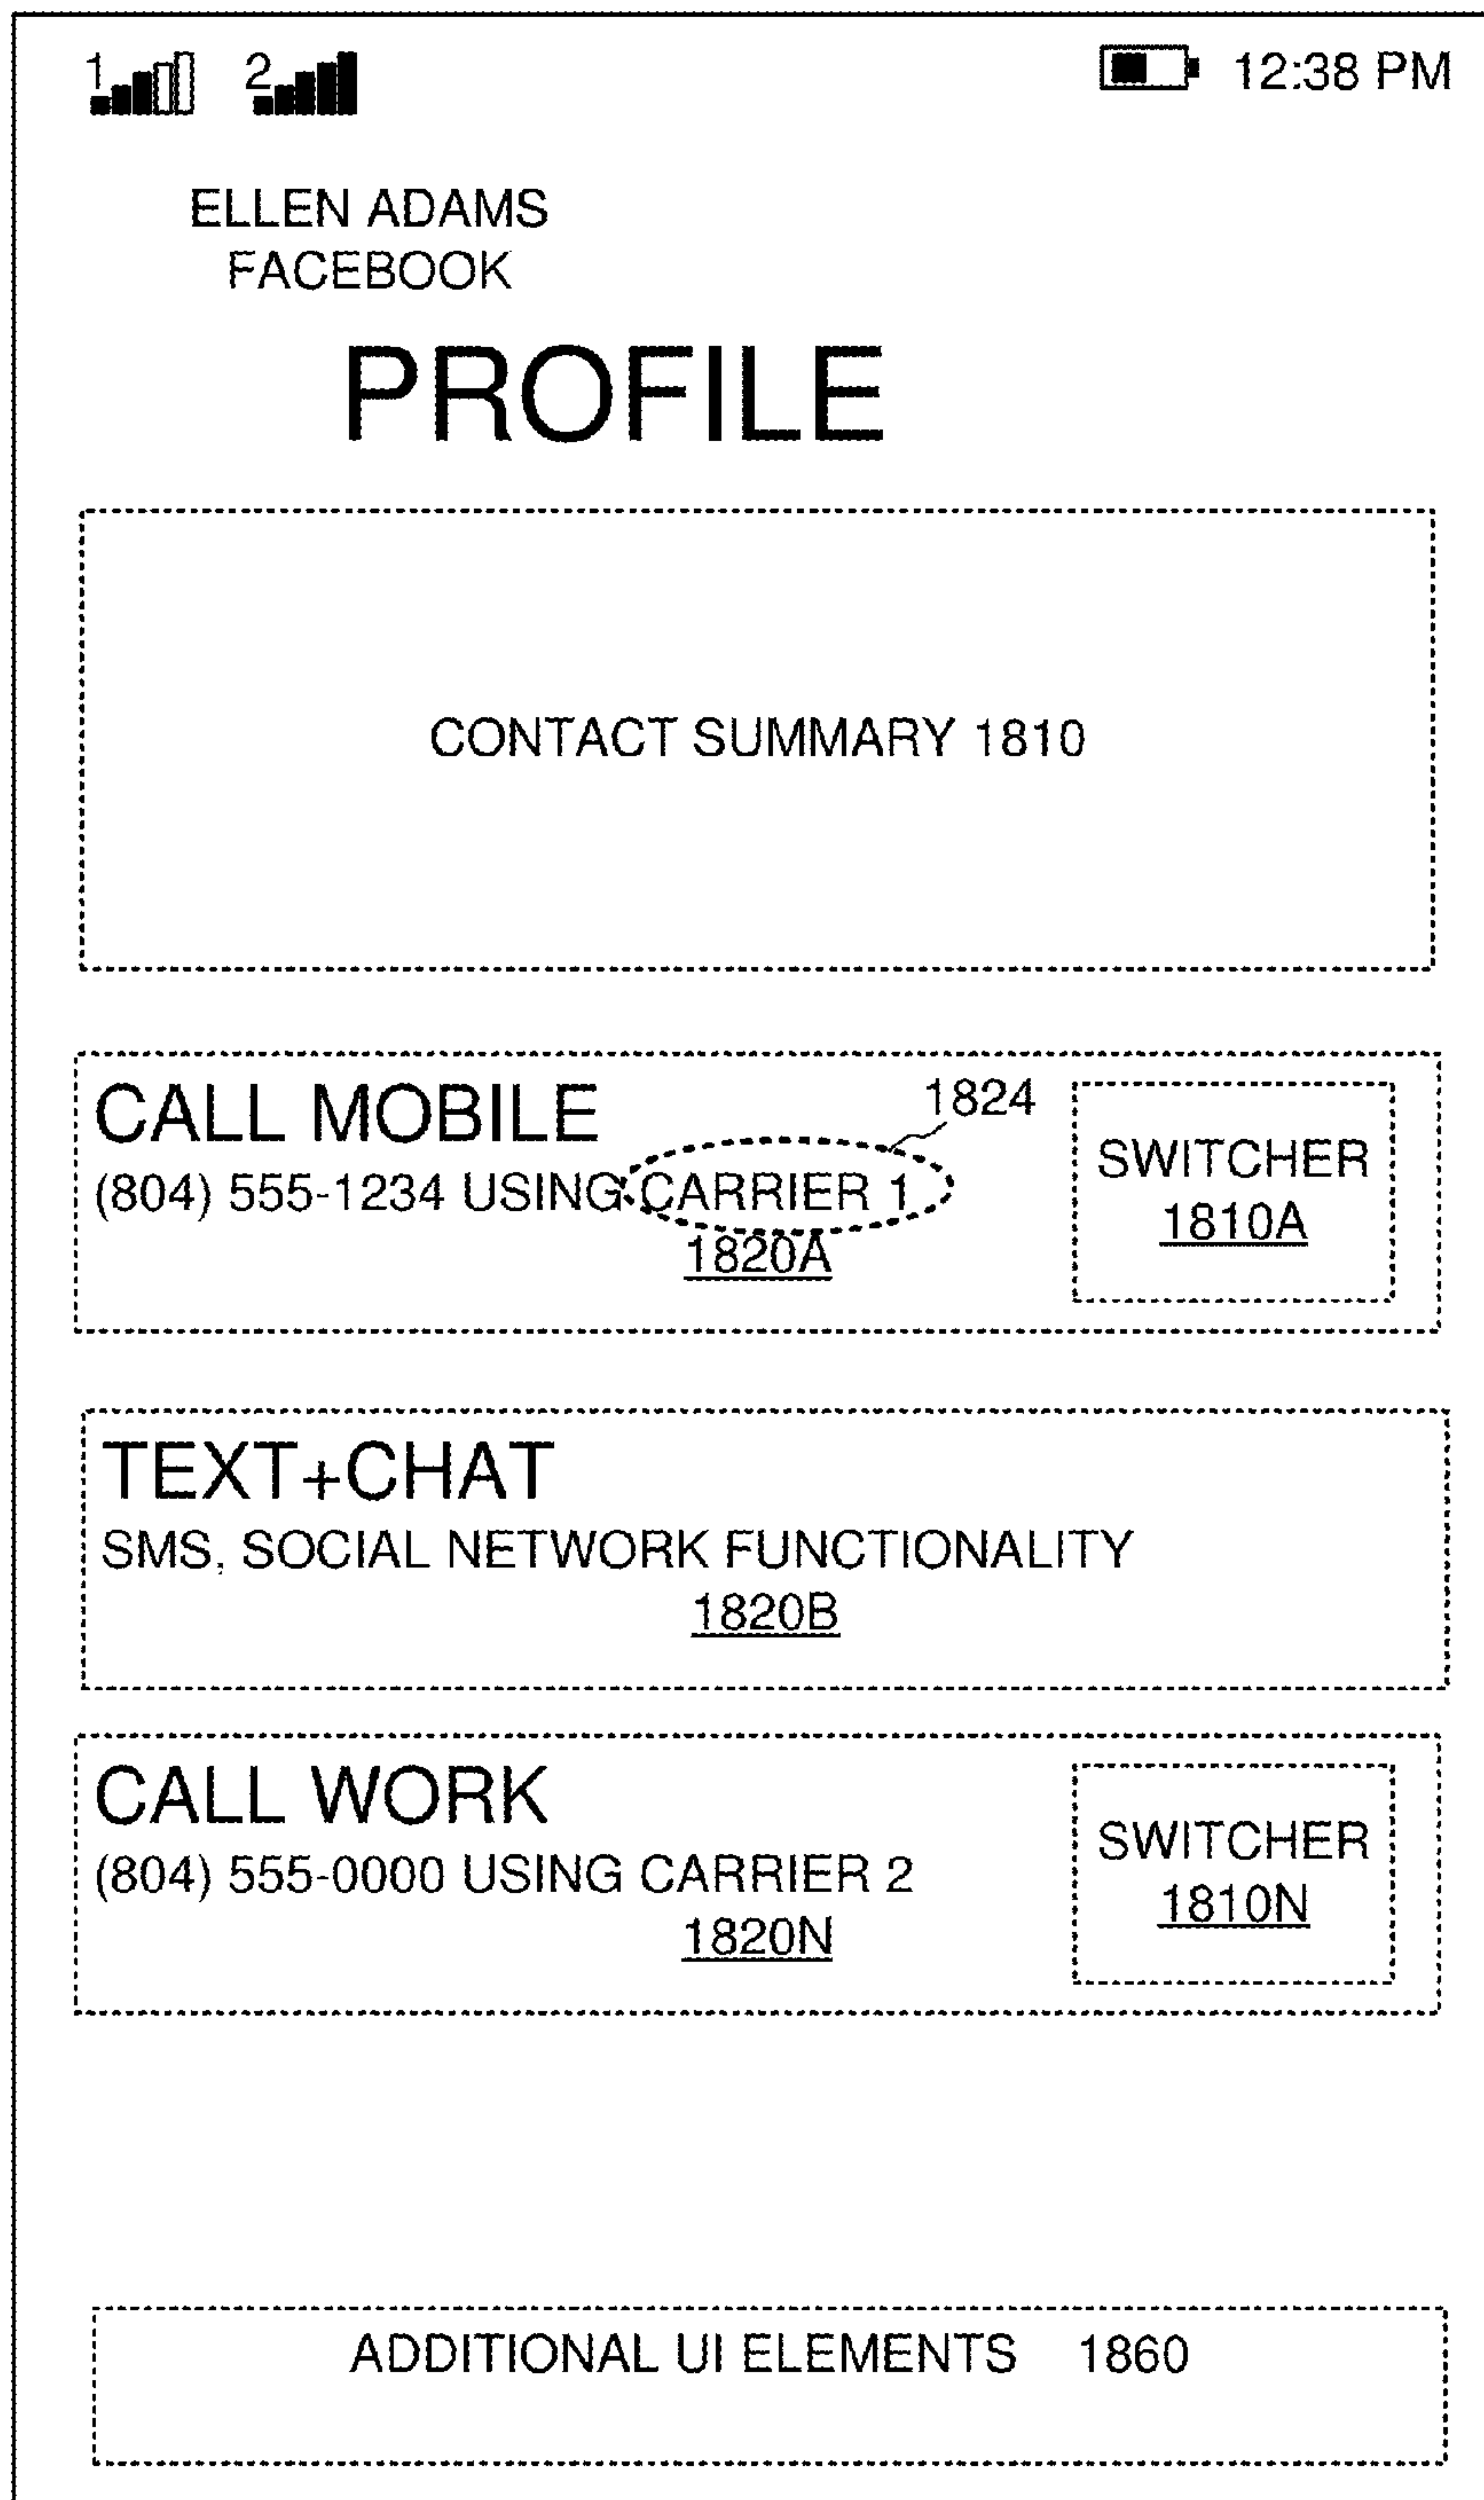 1 2 12:38 PM
ELLEN ADAMS
FACEBOOK
PROFILE
CONTACT SUMMARY 1810
CALL MOBILE
1824
(804) 555-1234 USING CARRIER 1
1820A
SWITCHER
1810A
TEXT+CHAT
SMS, SOCIAL NETWORK FUNCTIONALITY
1820B
CALL WORK
(804) 555-0000 USING CARRIER 2
1820N
SWITCHER
1810N
ADDITIONAL UI ELEMENTS 1860